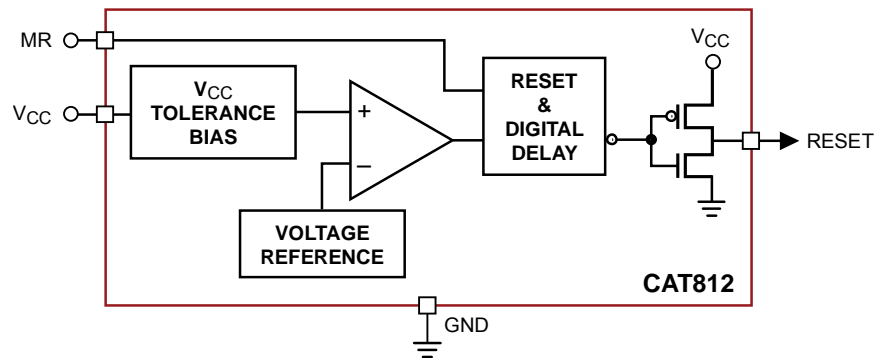 MR
VCC
VCC
TOLERANCE
BIAS
+
–
VOLTAGE
REFERENCE
RESET
&
DIGITAL
DELAY
VCC
RESET
CAT812
GND